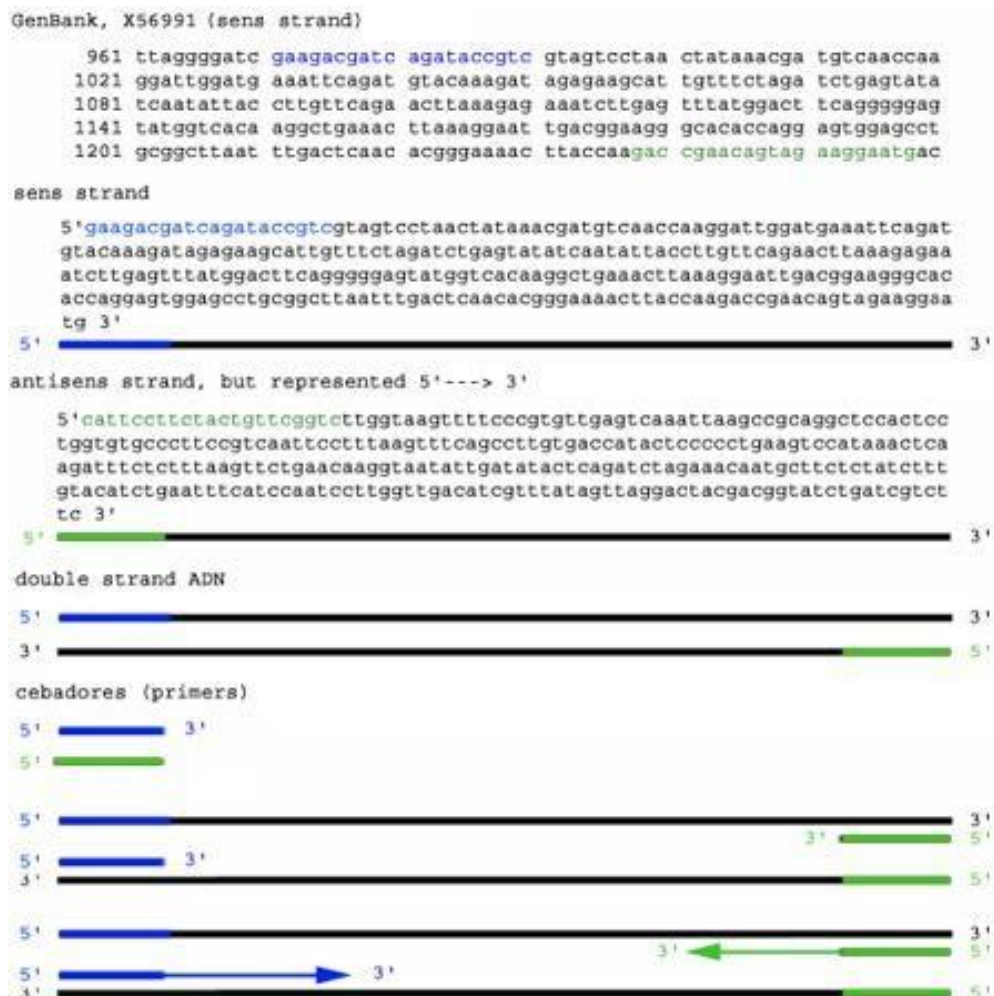 GenBank, X56991 (sens strand)
961 ttaggggatc gaagacgatc agataccgtc gtagtcctaa ctataaacga tgtcaaccaa
1021 ggattggatg aaattcagat gtacaaagat agagaagcat tgtttctaga tctgagtata
1081 tcaatattac cttgttcaga acttaaagag aaatcttgag tttatggact tcagggggag
1141 tatggtcaca aggctgaaac ttaaaggaat tgacggaagg gcacaccagg agtggagcct
1201 gcggcttaat ttgactcaac acgggaaaac ttaccaagac cgaacagtag aaggaatgac
sens strand
5'gaagacgatcagataccgtcgtagtcctaactataaacgatgtcaaccaaggattggatgaaattcagat
gtacaaagatagagaagcattgtttctagatctgagtatatcaatattaccttgttcagaacttaaagagaa
atcttgagtttatggacttcagggggagtatggtcacaaggctgaaacttaaaggaattgacggaagggcac
accaggagtggagcctgcggcttaatttgactcaacacgggaaaacttaccaagaccgaacagtagaaggaa
tg 3'
5' 3'
antisens strand, but represented 5'---> 3'
5'cattccttctactgttcggtcttggtaagttttcccgtgttgagtcaaattaagccgcaggctccactcc
tggtgtgcccttccgtcaattcctttaagtttcagccttgtgaccatactccccctgaagtccataaactca
agatttctctttaagttctgaacaaggtaatattgatatactcagatctagaaacaatgcttctctatcttt
gtacatctgaatttcatccaatccttggttgacatcgtttatagttaggactacgacggtatctgatcgtct
tc 3'
5' 3'
double strand ADN
5' 3'
3' 5'
cebadores (primers)
5' 3'
5'
5' 3'
3' 5'
5' 3'
3' 5'
5' 3'
3' 5'
5' 3'
3' 5'